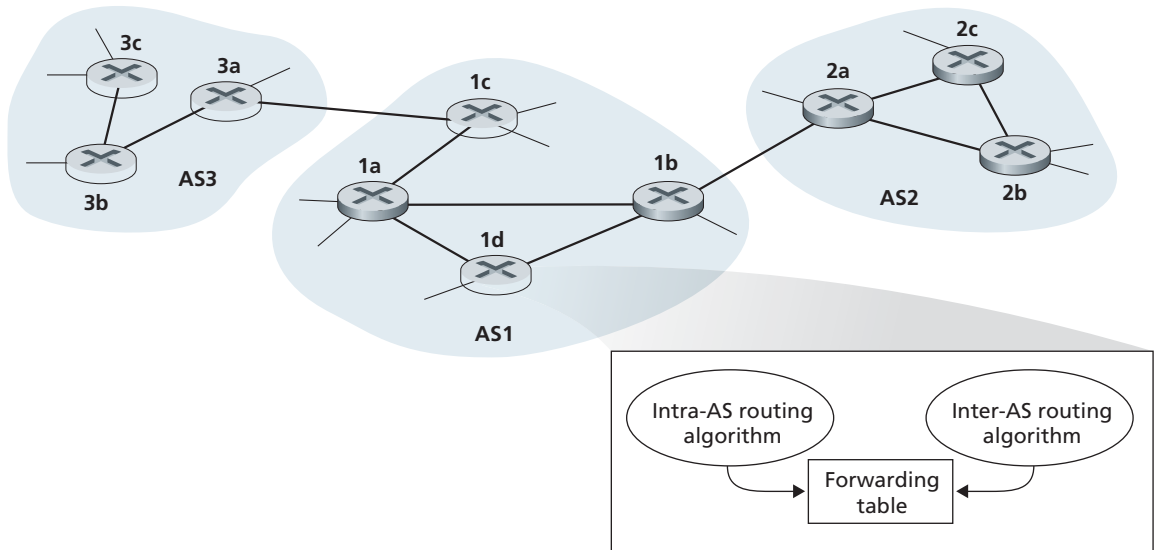 3c
3a
3b
AS3
1c
1a
1b
1d
AS1
2c
2a
2b
AS2
Intra-AS routing
algorithm
Inter-AS routing
algorithm
Forwarding
table